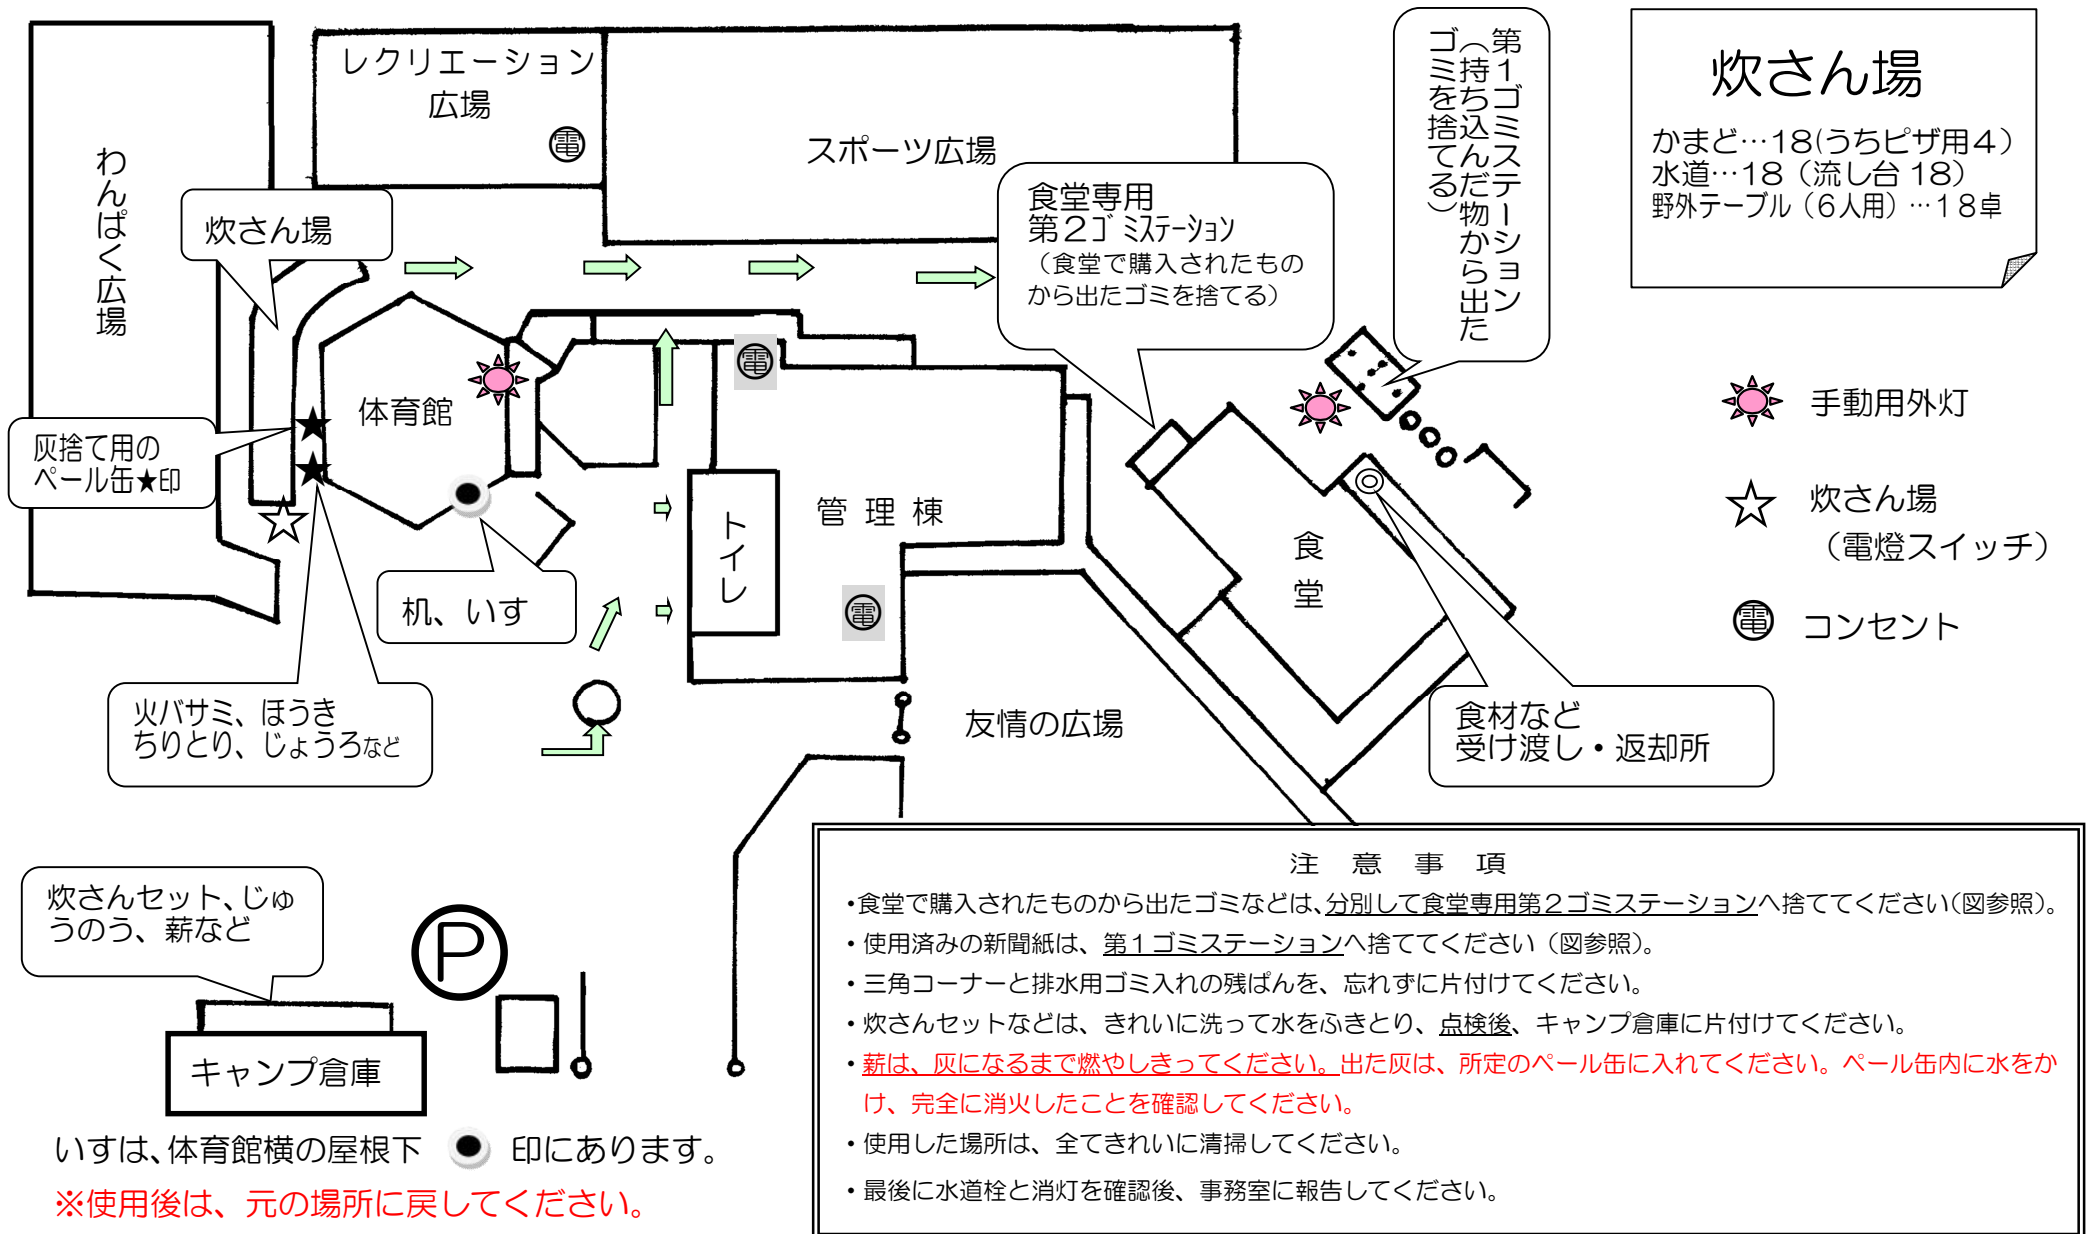 レクリエーション
広場
電
スポーツ広場
わんぱく広場
炊さん場
食堂専用
第2ゴミステーション
（食堂で購入されたもの
から出たゴミを捨てる）
第1ゴミステーション
（持ち込んだ物から出た
ゴミを捨てる）
炊さん場
かまど…18(うちピザ用4）
水道…18（流し台 18）
野外テーブル（6人用）…18卓
電
体育館
灰捨て用の
ペール缶★印
手動用外灯
炊さん場
（電燈スイッチ）
電 コンセント
管理棟
トイレ
食堂
机、いす
電
火バサミ、ほうき
ちりとり、じょうろなど
友情の広場
食材など
受け渡し・返却所
炊さんセット、じゅ
うのう、薪など
P
キャンプ倉庫
いすは、体育館横の屋根下 印にあります。
※使用後は、元の場所に戻してください。
注意事項
・食堂で購入されたものから出たゴミなどは、分別して食堂専用第2ゴミステーションへ捨ててください（図参照）。
・使用済みの新聞紙は、第1ゴミステーションへ捨ててください（図参照）。
・三角コーナーと排水用ゴミ入れの残ぱんを、忘れずに片付けてください。
・炊さんセットなどは、きれいに洗って水をふきとり、点検後、キャンプ倉庫に片付けてください。
・薪は、灰になるまで燃やしきってください。出た灰は、所定のペール缶に入れてください。ペール缶内に水をか
け、完全に消火したことを確認してください。
・使用した場所は、全てきれいに清掃してください。
・最後に水道栓と消灯を確認後、事務室に報告してください。